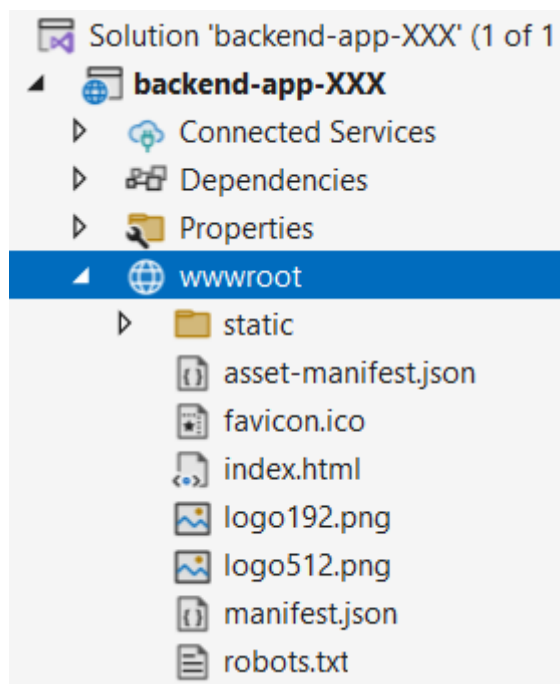 Solution 'backend-app-XXX' (1 of 1
backend-app-XXX
Connected Services
Dependencies
Properties
wwwroot
static
asset-manifest.json
favicon.ico
index.html
logo192.png
logo512.png
manifest.json
robots.txt